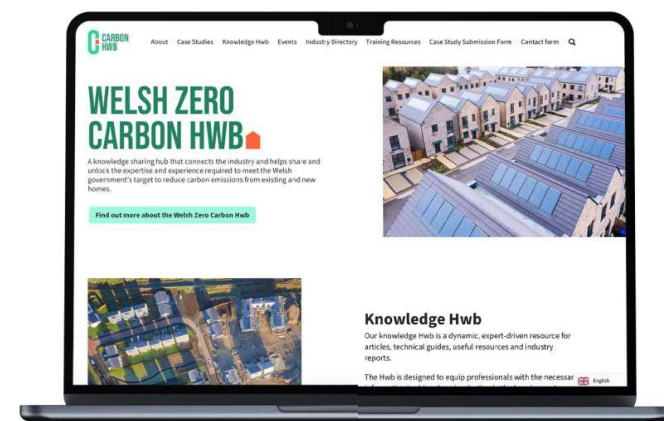 CARBON
HWB
About Case Studies Knowledge Hwb Events Industry Directory Training Resources Case Study Submission Form Contact form
WELSH ZERO
CARBON HWB
A knowledge sharing hub that connects the industry and helps share and
unlock the expertise and experience required to meet the Welsh
government's target to reduce carbon emissions from existing and new
homes.
Find out more about the Welsh Zero Carbon Hwb
Knowledge Hwb
Our knowledge Hwb is a dynamic, expert-driven resource for
articles, technical guides, useful resources and industry
reports.
The Hwb is designed to equip professionals with the necessar
English